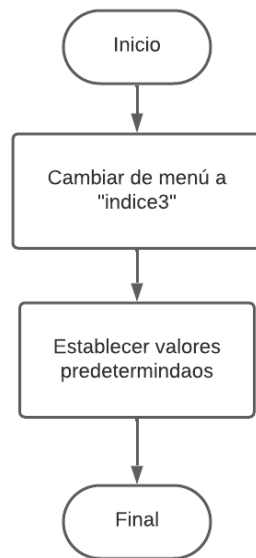 Inicio
Cambiar de menú a
"indice3"
Establecer valores
predetermindaos
Final